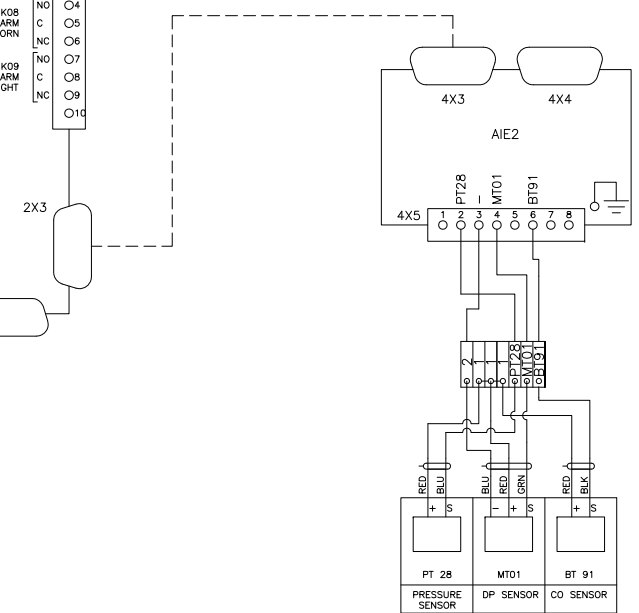 NO 4
K08
ARM C 5
ORN
NC 6
NO 7
K09
ARM C 8
GHT
NC 9
10
2X3
4X3 4X4
AIE2
PT28 – MT01 BT91
4X5 1 2 3 4 5 6 7 8
2 1 1 1 PT28 MT01 BT91
RED BLU BLU RED GRN RED BLK
+ S – + S + S
PT 28 MT01 BT 91
PRESSURE SENSOR DP SENSOR CO SENSOR